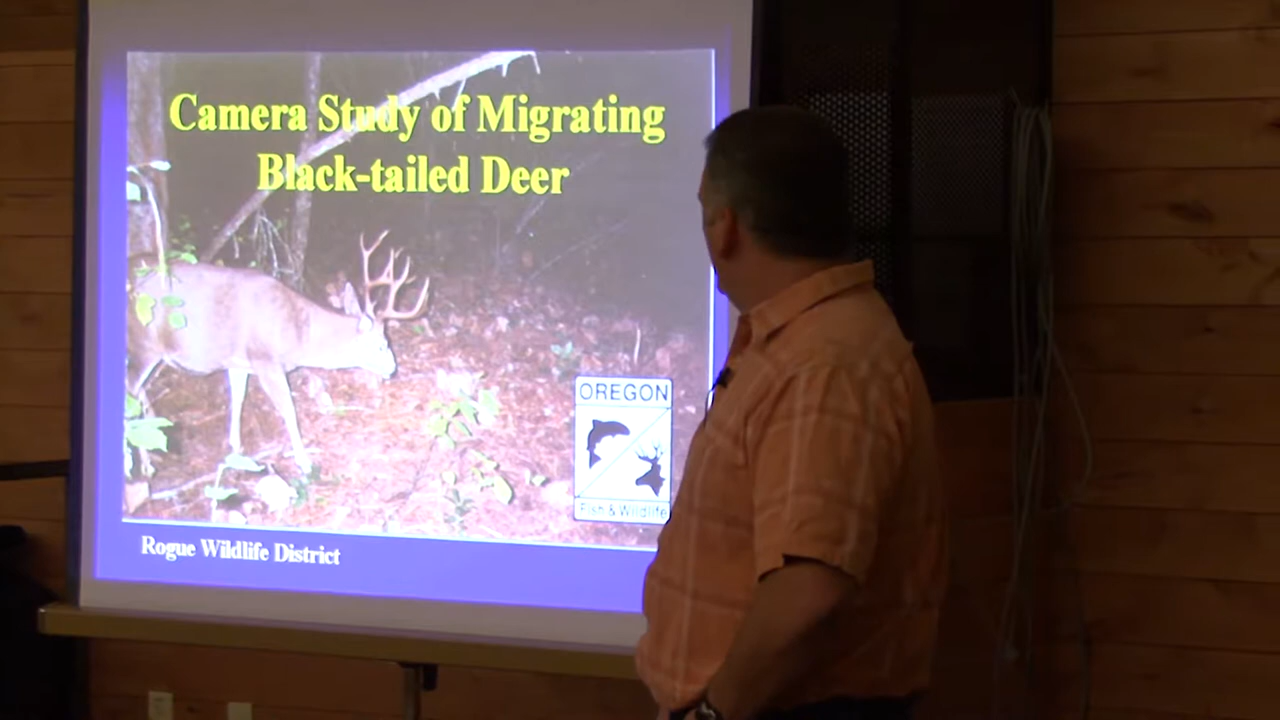 Camera Study of Migrating
Black-tailed Deer
OREGON
Fish & Wildlife
Rogue Wildlife District